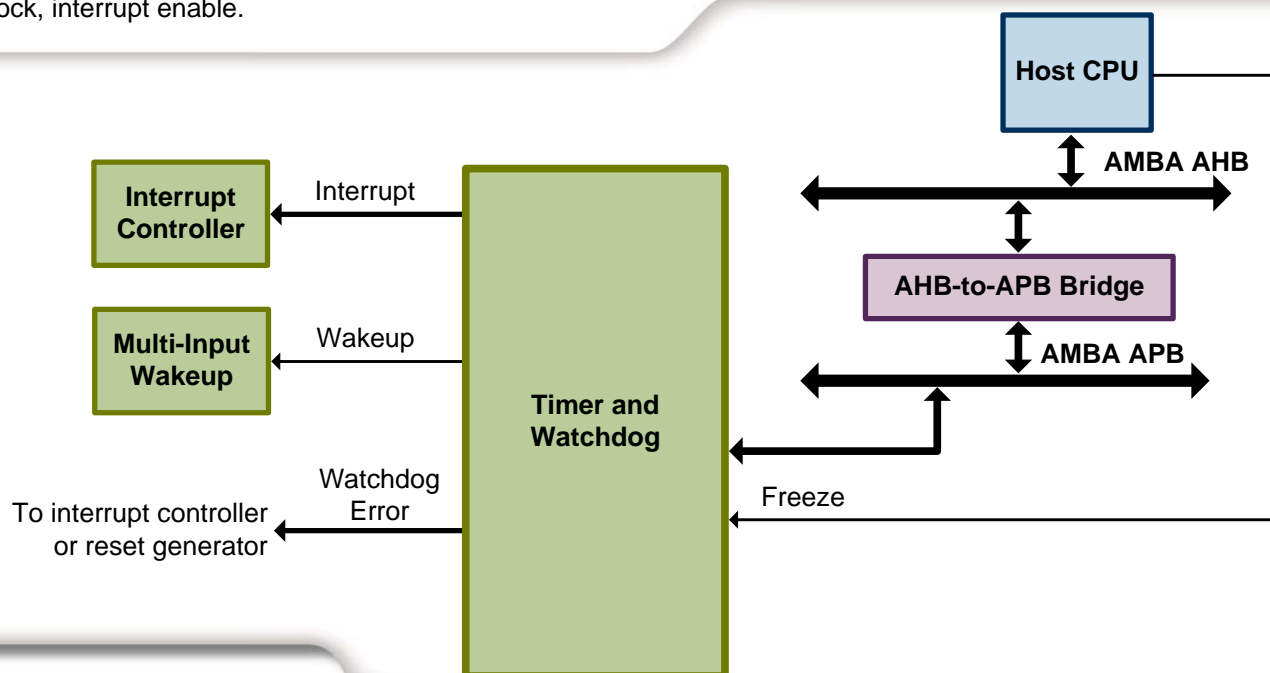 ock, interrupt enable.
Host CPU
AMBA AHB
Interrupt
Controller
Interrupt
AHB-to-APB Bridge
Multi-Input
Wakeup
Wakeup
AMBA APB
Timer and
Watchdog
Watchdog
Error
To interrupt controller
or reset generator
Freeze